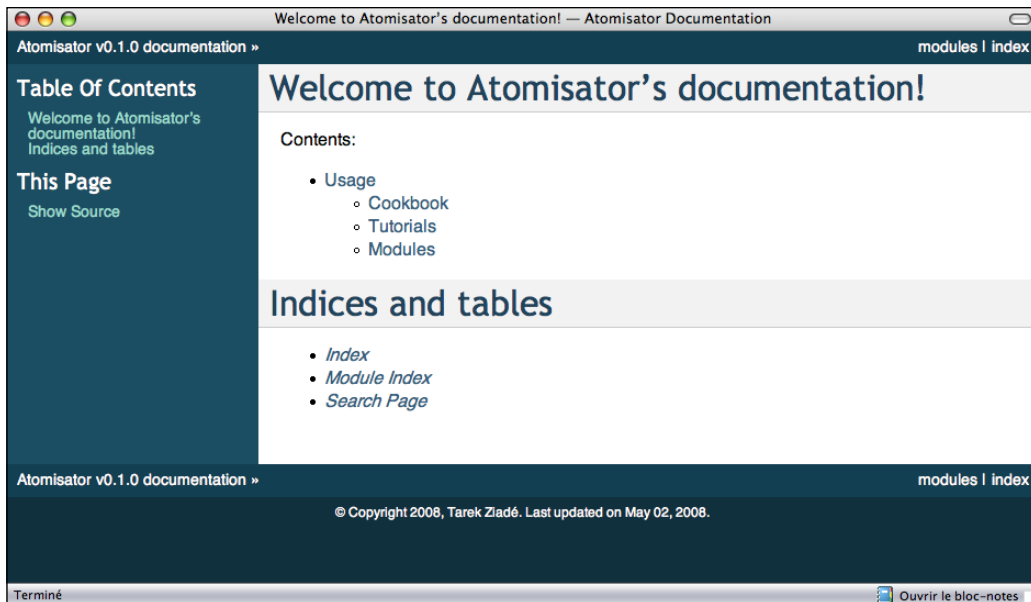 Welcome to Atomisator's documentation! — Atomisator Documentation
Atomisator v0.1.0 documentation »
modules | index
Table Of Contents
Welcome to Atomisator's
documentation!
Indices and tables
This Page
Show Source
Welcome to Atomisator's documentation!
Contents:
• Usage
◦ Cookbook
◦ Tutorials
◦ Modules
Indices and tables
• Index
• Module Index
• Search Page
Atomisator v0.1.0 documentation »
modules | index
© Copyright 2008, Tarek Ziadé. Last updated on May 02, 2008.
Terminé
Ouvrir le bloc-notes